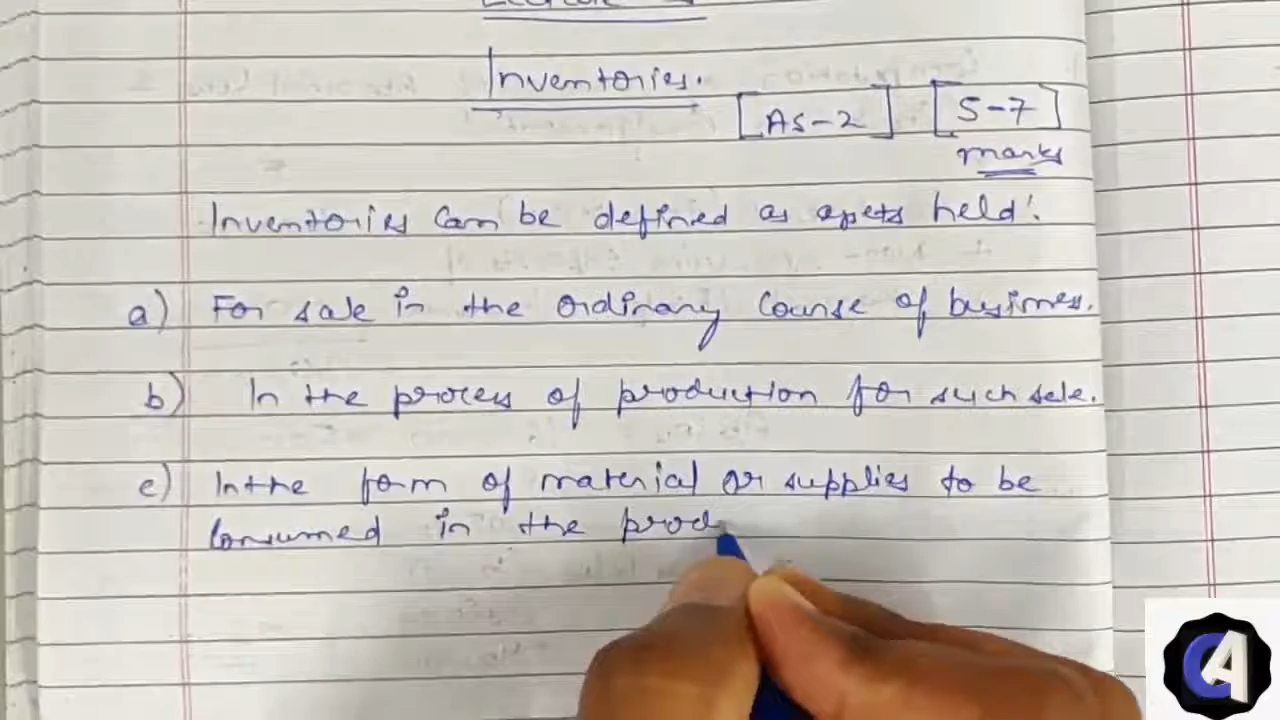 Inventories.
[AS-2] [5-7]
marks
Inventories can be defined as assets held:
a) For sale in the ordinary course of business.
b) In the process of production for such sale.
c) In the form of material or supplies to be
consumed in the prod
CA